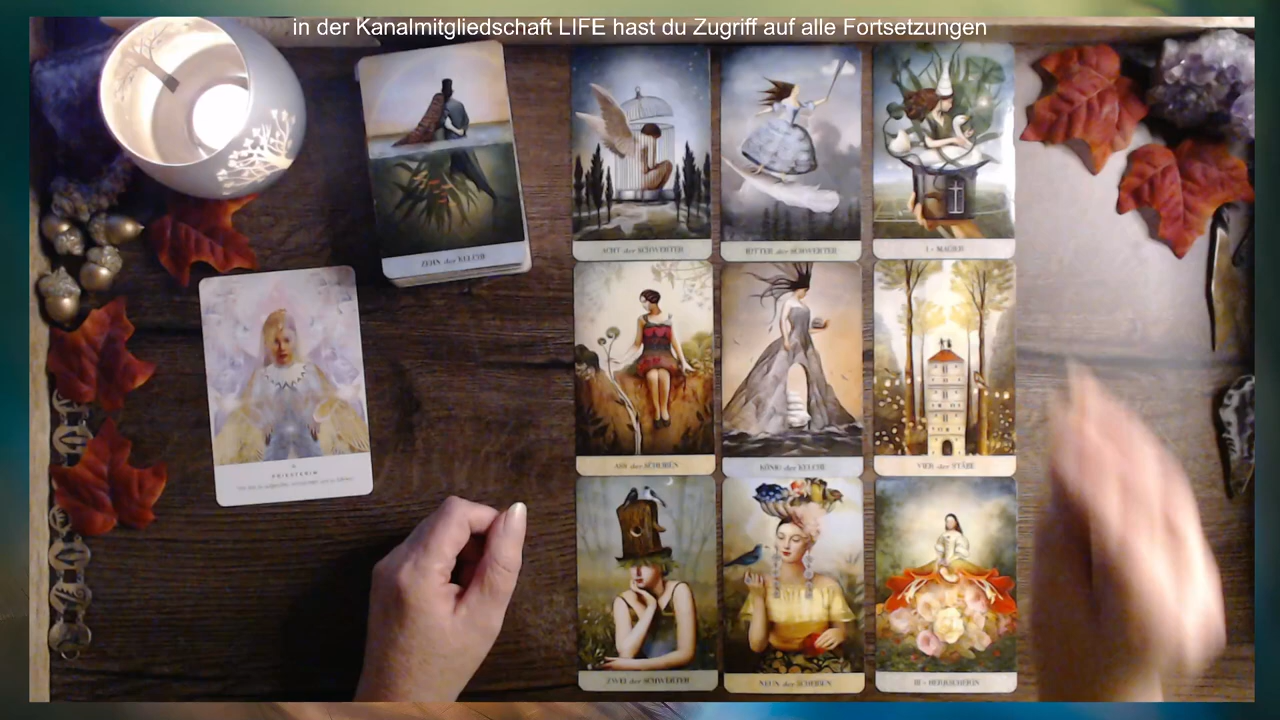 in der Kanalmitgliedschaft LIFE hast du Zugriff auf alle Fortsetzungen
ZEHN der KELCHE
ACHT der SCHWERTER
RITTER der SCHWERTER
I - MAGIER
PRIESTERIN
ASS der SCHEIBEN
KÖNIG der KELCHE
VIER der STÄBE
ZWEI der SCHWERTER
NEUN der SCHEIBEN
III - HERRSCHERIN